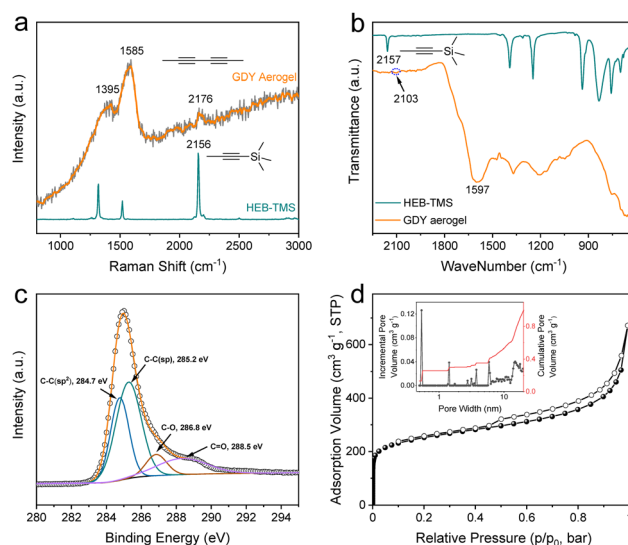 a
1585
1395
GDY Aerogel
2176
2156
Si
HEB-TMS
Intensity (a.u.)
1000 1500 2000 2500 3000
Raman Shift (cm-1)
b
2157
Si
2103
1597
HEB-TMS
GDY aerogel
Transmittance (a.u.)
2100 1800 1500 1200 900 600
WaveNumber (cm-1)
c
C-C(sp), 285.2 eV
C-C(sp2), 284.7 eV
C-O, 286.8 eV
C=O, 288.5 eV
Intensity (a.u.)
280 282 284 286 288 290 292 294
Binding Energy (eV)
d
Adsorption Volume (cm3 g-1, STP)
600
400
200
0
0.0 0.2 0.4 0.6 0.8 1.0
Relative Pressure (p/p0, bar)
Incremental Pore
Volume (cm3 g-1)
0.12
0.08
0.04
0.00
1 10
Pore Width (nm)
0.8
0.4
0.0
Cumulative Pore
Volume (cm3 g-1)